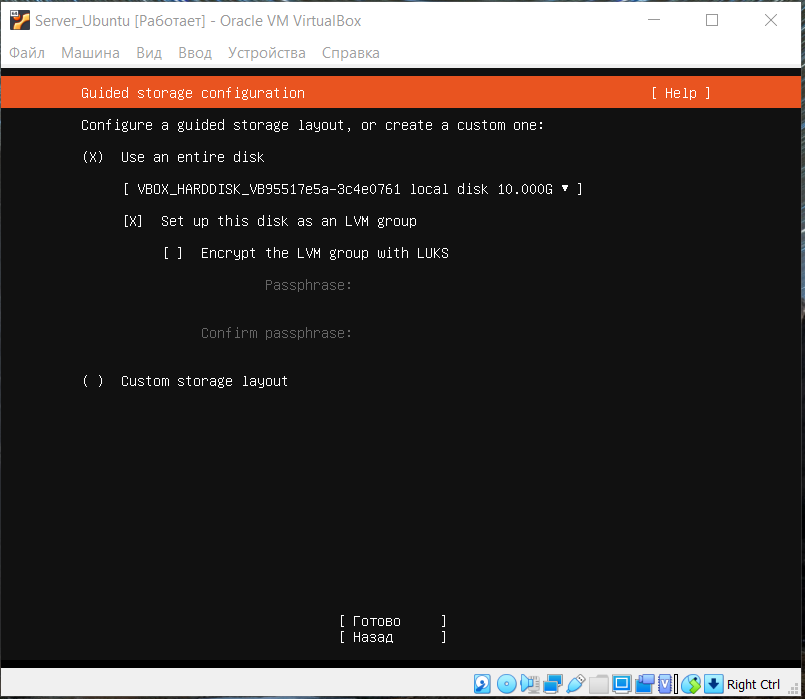 Server_Ubuntu [Работает] - Oracle VM VirtualBox
Файл Машина Вид Ввод Устройства Справка
Guided storage configuration [ Help ]
Configure a guided storage layout, or create a custom one:
(X) Use an entire disk
[ VBOX_HARDDISK_VB95517e5a-3c4e0761 local disk 10.000G ▾ ]
[X] Set up this disk as an LVM group
[ ] Encrypt the LVM group with LUKS
Passphrase:
Confirm passphrase:
( ) Custom storage layout
[ Готово ]
[ Назад ]
Right Ctrl